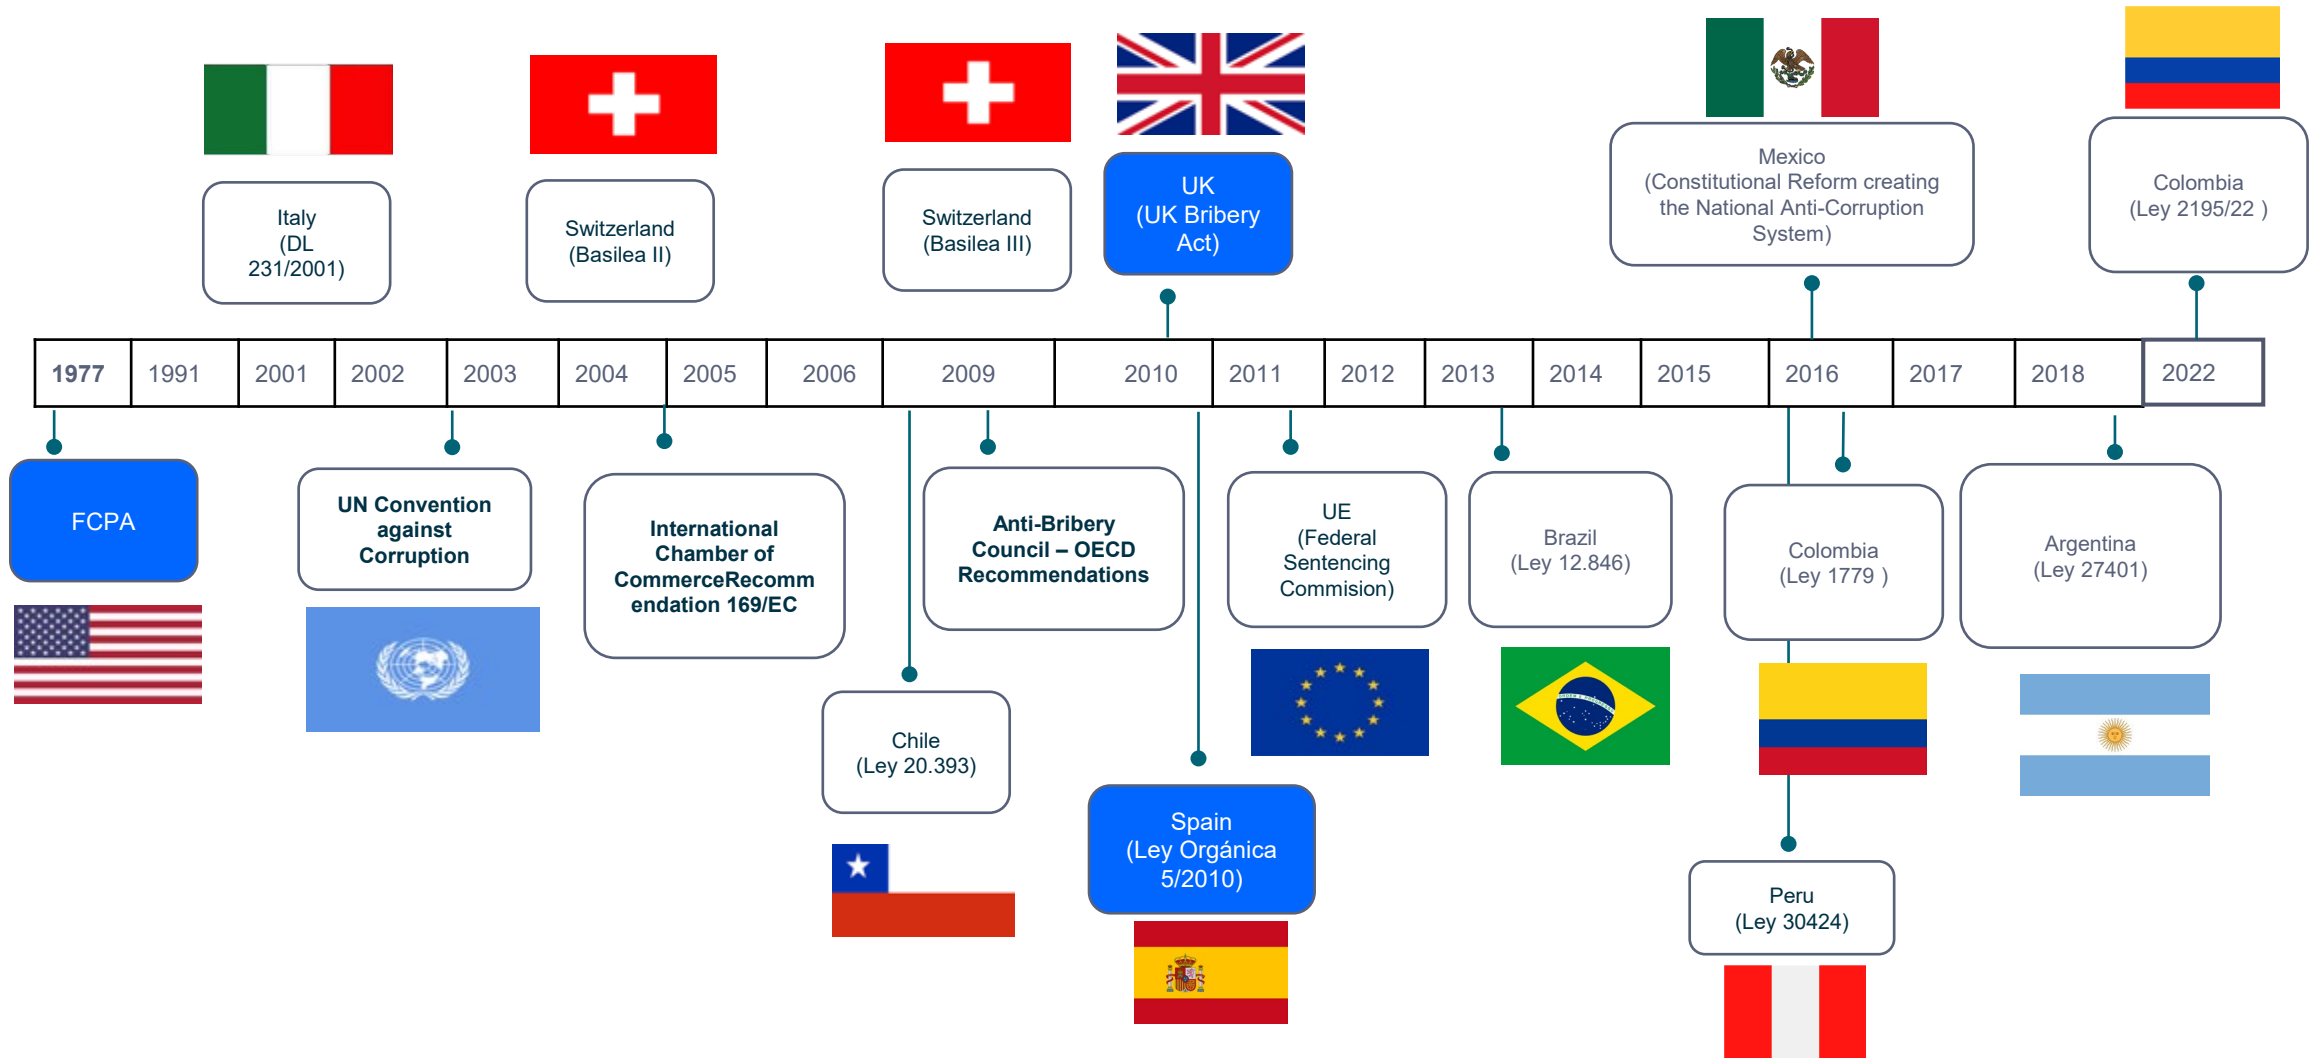 Italy
(DL
231/2001)
Switzerland
(Basilea II)
Switzerland
(Basilea III)
UK
(UK Bribery
Act)
Mexico
(Constitutional Reform creating
the National Anti-Corruption
System)
Colombia
(Ley 2195/22 )
1977
1991
2001
2002
2003
2004
2005
2006
2009
2010
2011
2012
2013
2014
2015
2016
2017
2018
2022
FCPA
UN Convention
against
Corruption
International
Chamber of
CommerceRecomm
endation 169/EC
Anti-Bribery
Council – OECD
Recommendations
UE
(Federal
Sentencing
Commision)
Brazil
(Ley 12.846)
Colombia
(Ley 1779 )
Argentina
(Ley 27401)
Chile
(Ley 20.393)
Spain
(Ley Orgánica
5/2010)
Peru
(Ley 30424)